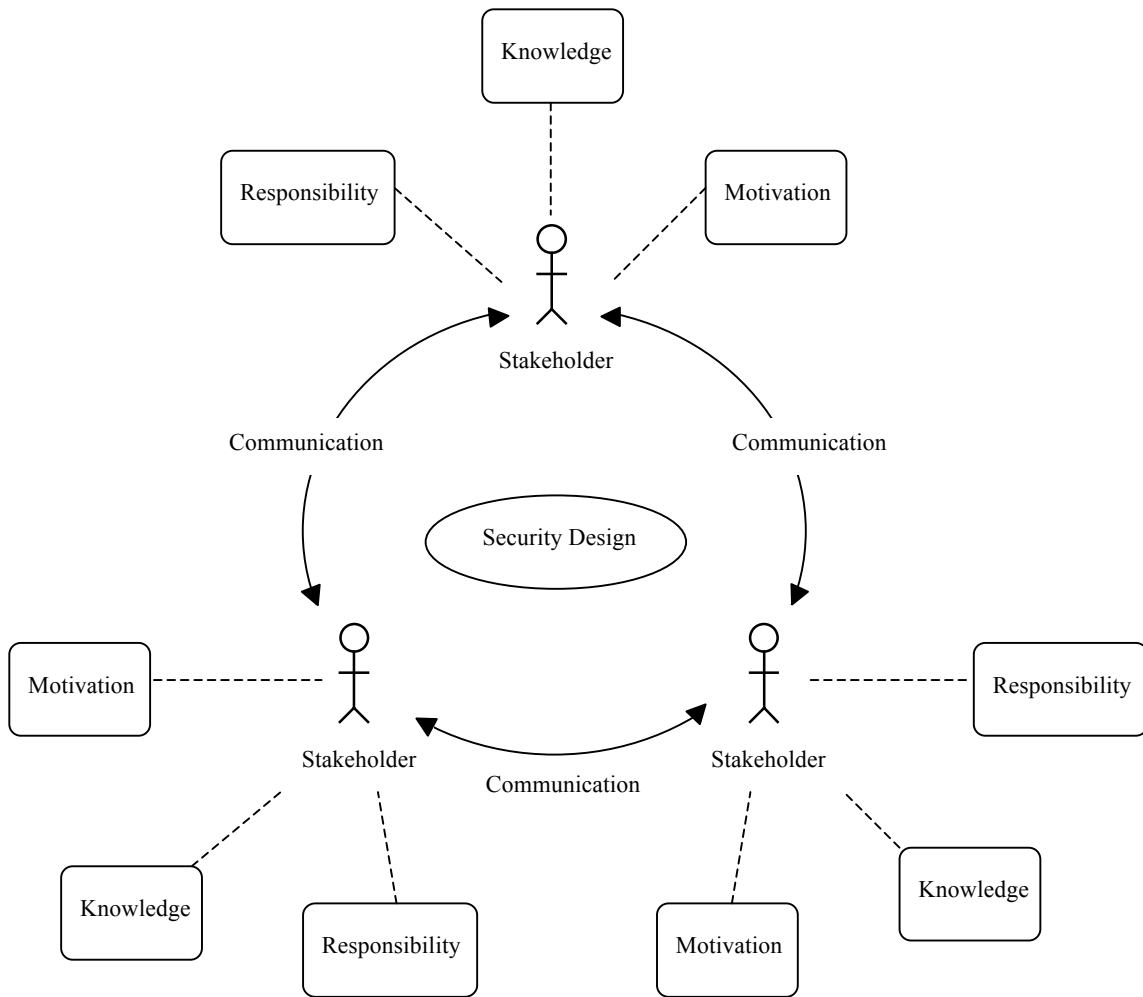 Knowledge
Responsibility
Motivation
Stakeholder
Communication
Communication
Security Design
Motivation
Responsibility
Stakeholder
Stakeholder
Communication
Knowledge
Knowledge
Responsibility
Motivation